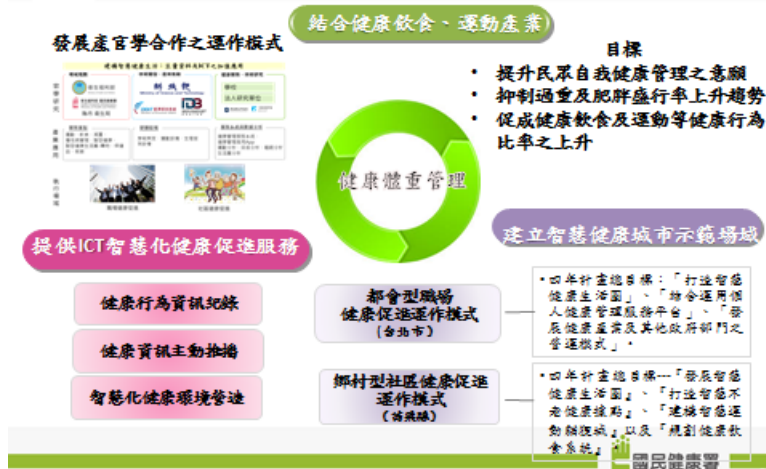 結合健康飲食、運動產業
發展產官學合作之運作模式
目標
• 提升民眾自我健康管理之意願
• 抑制過重及肥胖盛行率上升趨勢
• 促成健康飲食及運動等健康行為
比率之上升
學校
健康體重管理
提供ICT智慧化健康促進服務
健康行為資訊紀錄
健康資訊主動推播
智慧化健康環境營造
建立智慧健康城市示範場域
都會型職場
健康促進運作模式
(台北市)
•四年計畫總目標：「打造智慧
健康生活圈」、「結合運用個
人健康管理服務平台」、「發
展健康產業及其他政府部門之
營運模式」。
鄉村型社區健康促進
運作模式
(苗栗縣)
•四年計畫總目標---「發展智慧
健康生活圈』、「打造智慧不
老健康據點』、「建構智慧運
動貓狸城』以及「規劃健康飲
食系統』。
國民健康署